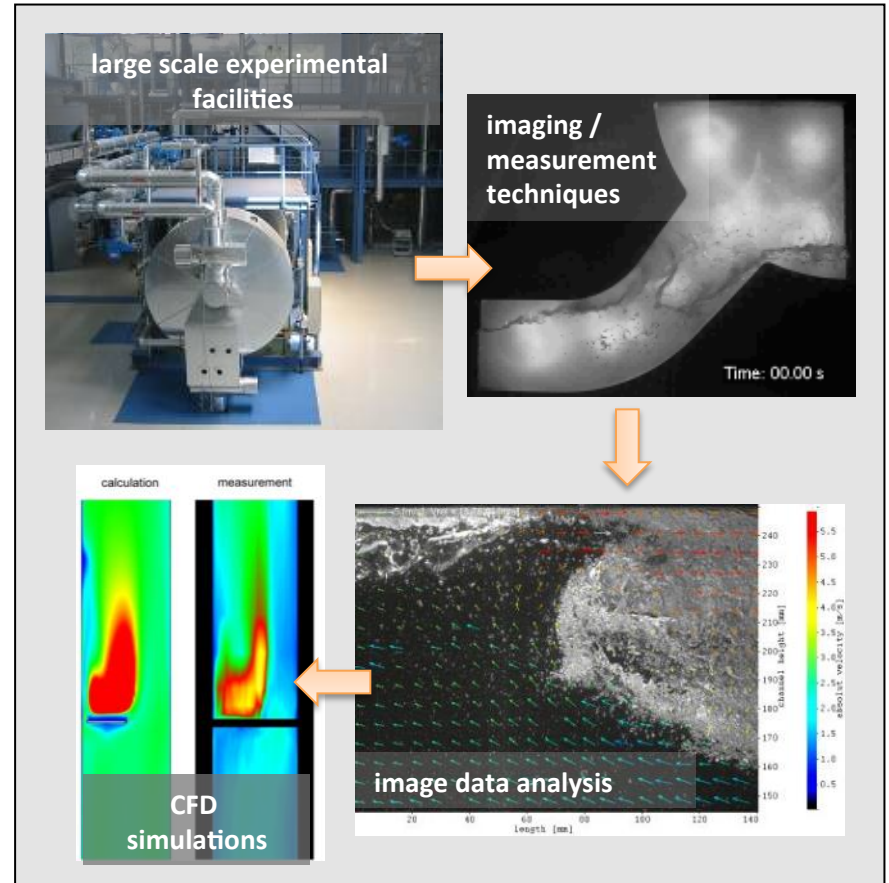 large scale experimental
facilities
imaging /
measurement
techniques
Time: 00.00 s
calculation
measurement
240
230
220
210
200
190
180
170
160
150
channel height [mm]
5.5
5.0
4.5
4.0
3.5
3.0
2.5
2.0
1.5
1.0
0.5
absolut velocity [m/s]
20
40
60
80
100
120
140
length [mm]
image data analysis
CFD
simulations